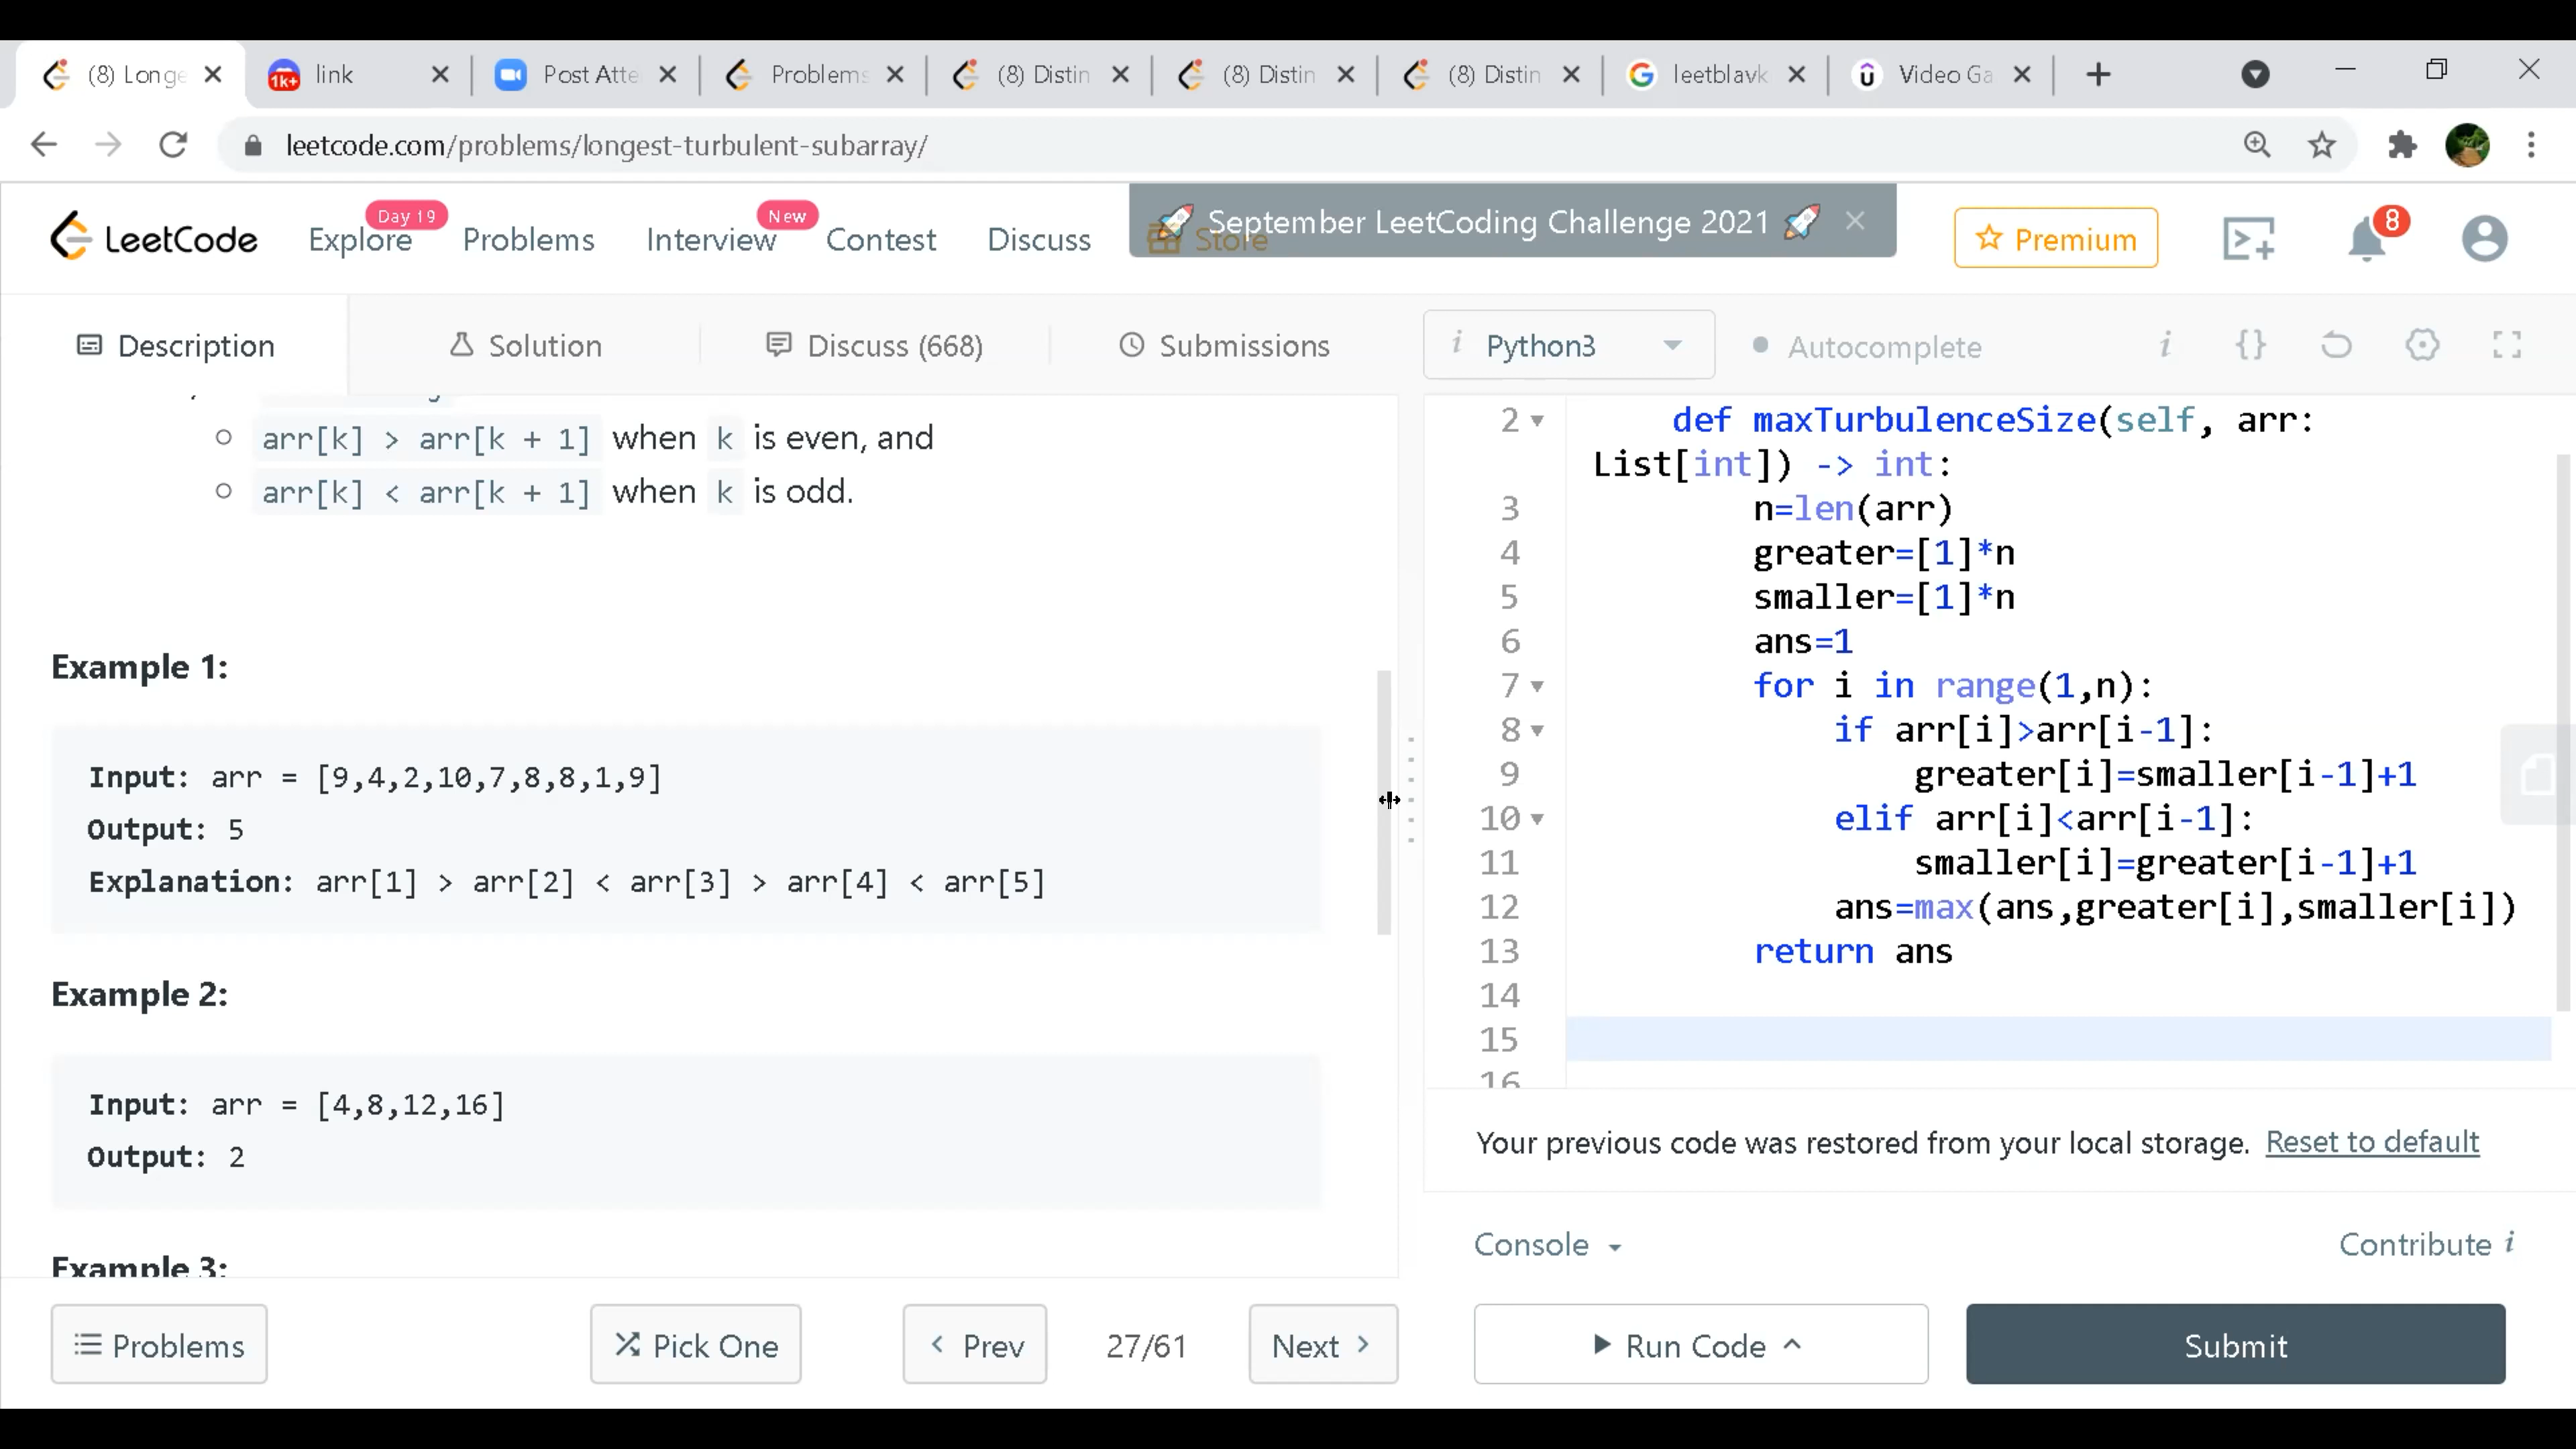 (8) Longe
1k+ link
Post Atte
Problems
(8) Distin
(8) Distin
(8) Distin
leetblavk
Video Ga
leetcode.com/problems/longest-turbulent-subarray/
LeetCode
Explore
Day 19
Problems
Interview
New
Contest
Discuss
Store
September LeetCoding Challenge 2021
Premium
8
Description
Solution
Discuss (668)
Submissions
i Python3
Autocomplete
i {}
arr[k] > arr[k + 1] when k is even, and
arr[k] < arr[k + 1] when k is odd.
Example 1:
Input: arr = [9,4,2,10,7,8,8,1,9]
Output: 5
Explanation: arr[1] > arr[2] < arr[3] > arr[4] < arr[5]
Example 2:
Input: arr = [4,8,12,16]
Output: 2
Example 3:
2 def maxTurbulenceSize(self, arr:
List[int]) -> int:
3 n=len(arr)
4 greater=[1]*n
5 smaller=[1]*n
6 ans=1
7 for i in range(1,n):
8 if arr[i]>arr[i-1]:
9 greater[i]=smaller[i-1]+1
10 elif arr[i]<arr[i-1]:
11 smaller[i]=greater[i-1]+1
12 ans=max(ans,greater[i],smaller[i])
13 return ans
14
15
16
Your previous code was restored from your local storage. Reset to default
Console
Contribute i
Problems
Pick One
Prev
27/61
Next
Run Code
Submit